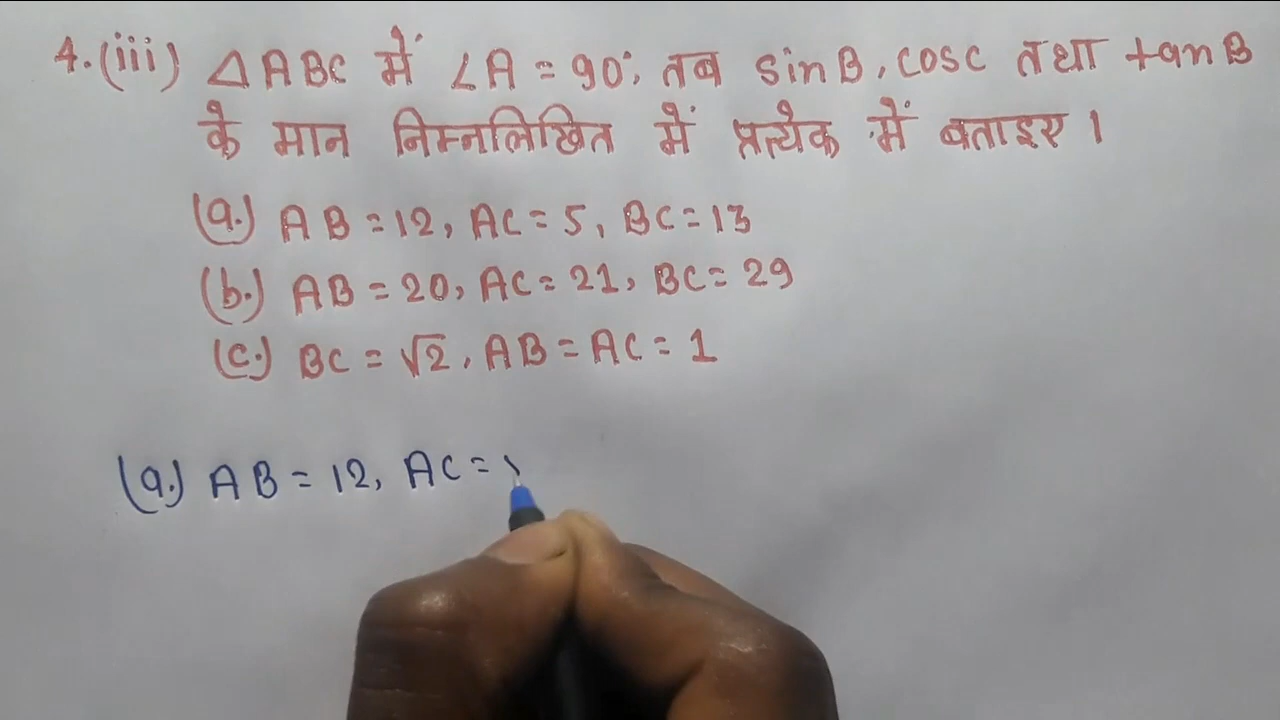 4.(iii) △ABC में ∠A = 90°, तब sinB, cosC तथा tanB
के मान निम्नलिखित में प्रत्येक में बताइए।
(a.) AB = 12, AC = 5, BC = 13
(b.) AB = 20, AC = 21, BC = 29
(c.) BC = √2, AB = AC = 1
(a.) AB = 12, AC =